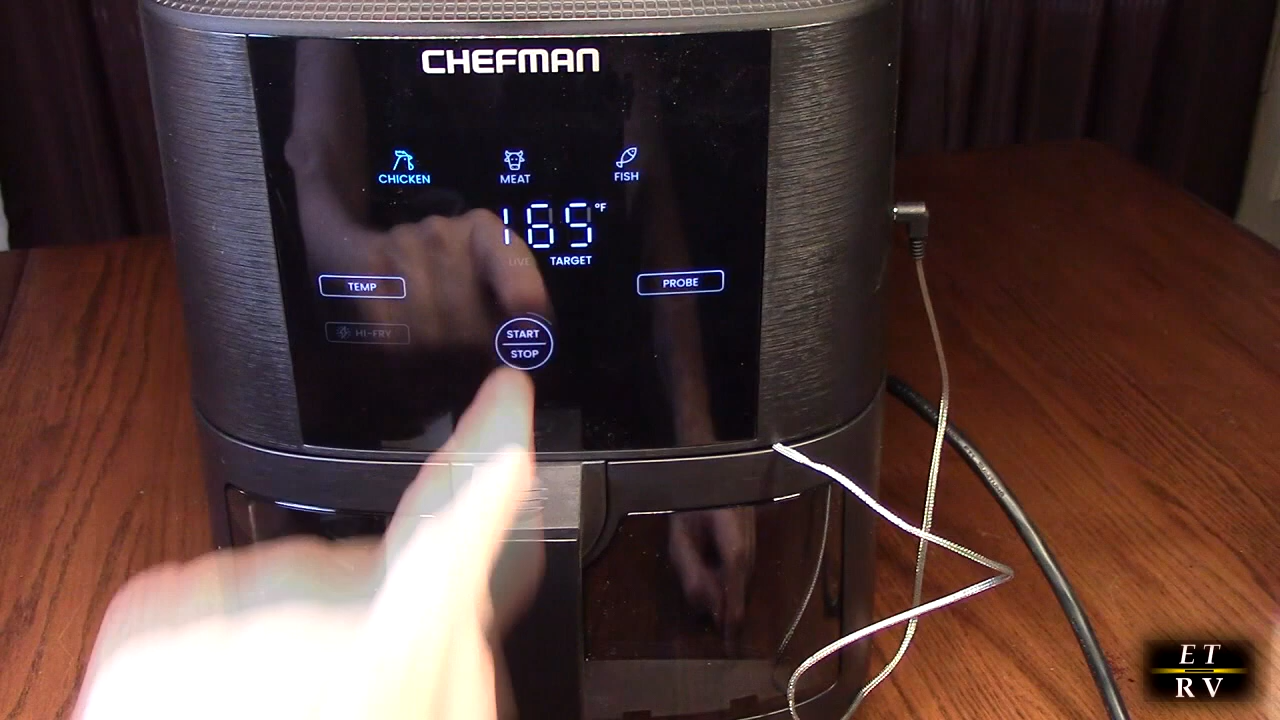 CHEFMAN
CHICKEN MEAT FISH
165 °F
LIVE TARGET
TEMP PROBE
HI-FRY
START
STOP
ET
RV